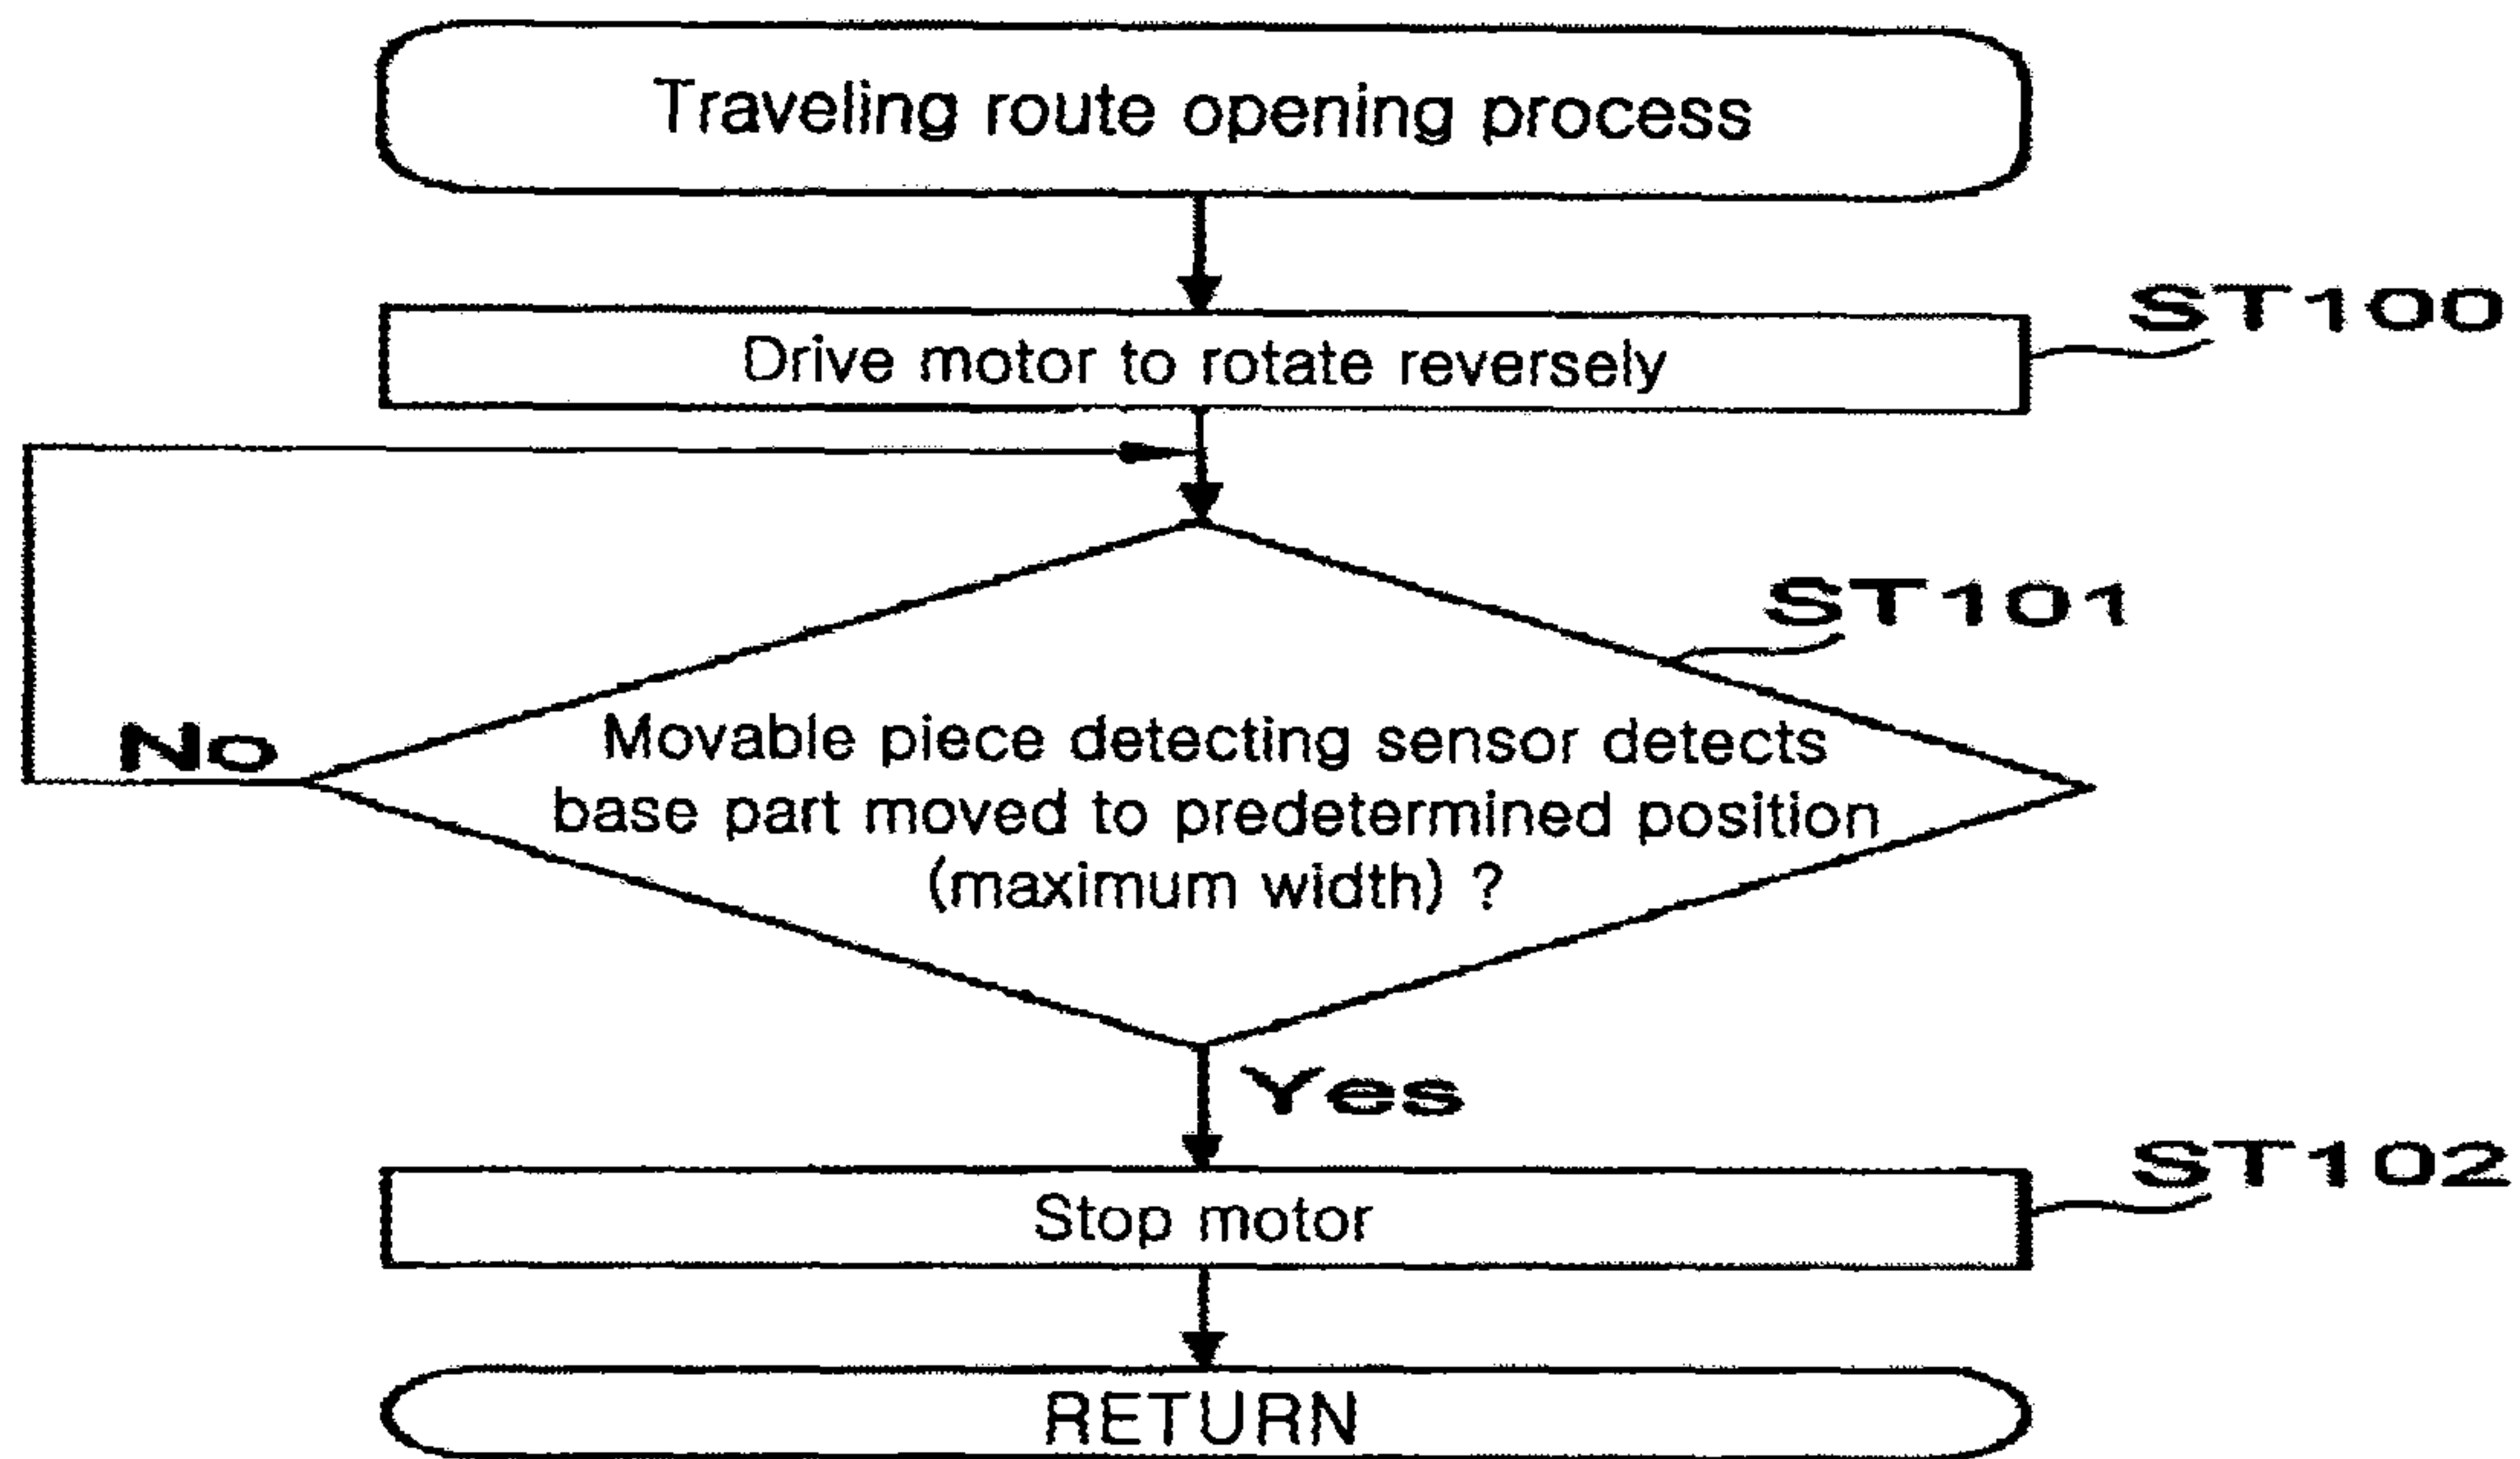 Traveling route opening process
ST100
Drive motor to rotate reversely
ST101
No
Movable piece detecting sensor detects
base part moved to predetermined position
(maximum width) ?
Yes
ST102
Stop motor
RETURN